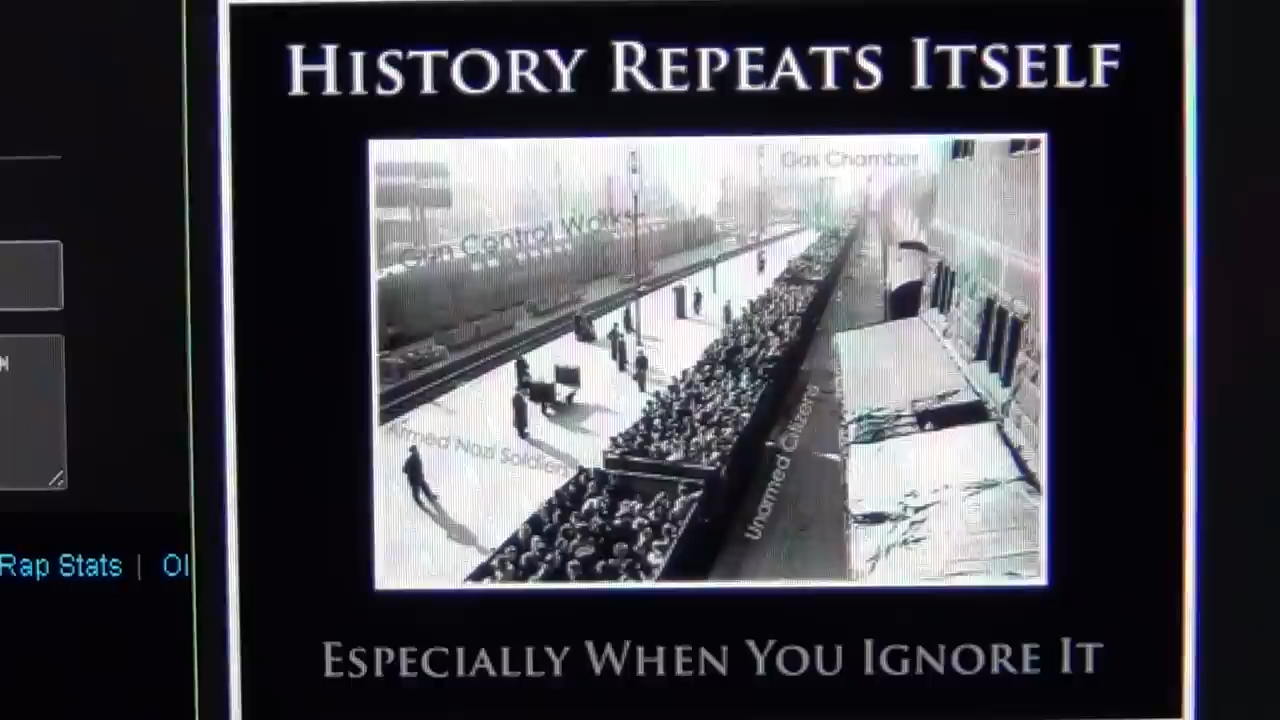 HISTORY REPEATS ITSELF
Gas Chamber
Gun Control Works
Armed Nazi Soldiers
Unarmed Citizens
Rap Stats |
ESPECIALLY WHEN YOU IGNORE IT